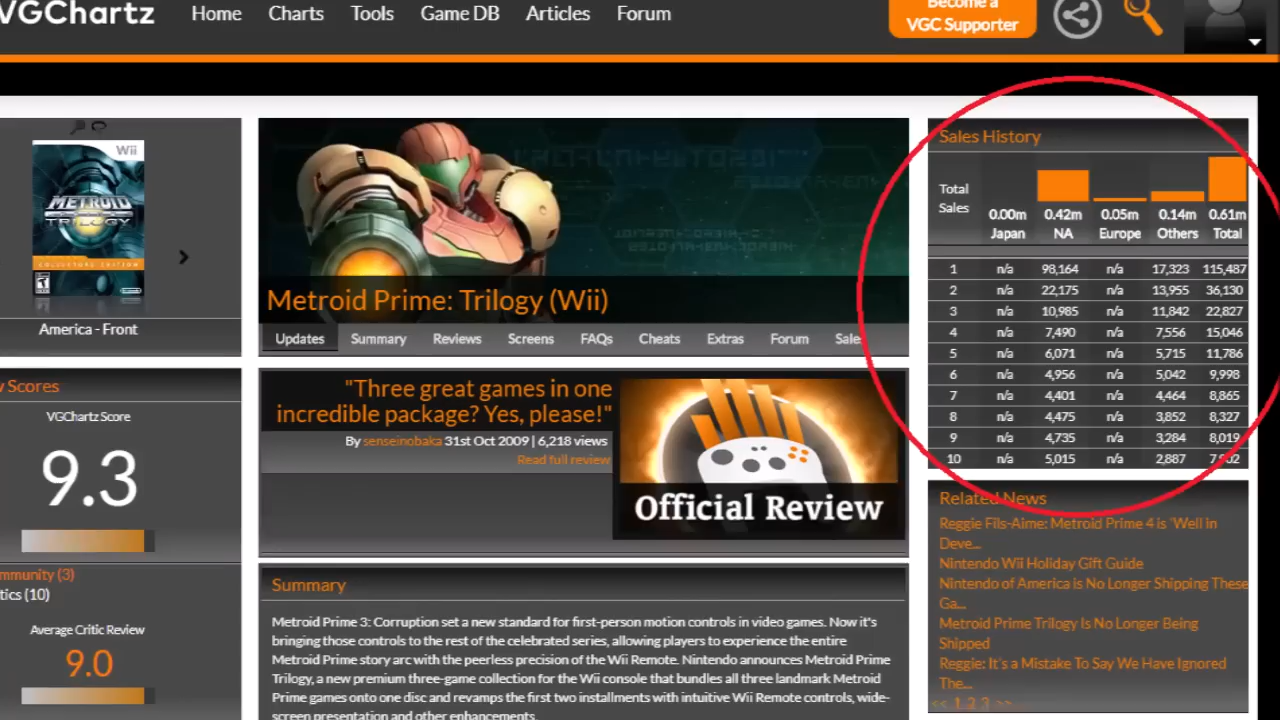 VGChartz
Home Charts Tools Game DB Articles Forum
Become a
VGC Supporter
Wii
METROID
TRILOGY
COLLECTORS EDITION
America - Front
Metroid Prime: Trilogy (Wii)
Updates Summary Reviews Screens FAQs Cheats Extras Forum Sale
Scores
VGChartz Score
9.3
mmunity (3)
tics (10)
Average Critic Review
9.0
"Three great games in one
incredible package? Yes, please!"
By senseinobaka 31st Oct 2009 | 6,218 views
Read full review
Official Review
Summary
Metroid Prime 3: Corruption set a new standard for first-person motion controls in video games. Now it's
bringing those controls to the rest of the celebrated series, allowing players to experience the entire
Metroid Prime story arc with the peerless precision of the Wii Remote. Nintendo announces Metroid Prime
Trilogy, a new premium three-game collection for the Wii console that bundles all three landmark Metroid
Prime games onto one disc and revamps the first two installments with intuitive Wii Remote controls, wide-
screen presentation and other enhancements.
Sales History
Total
Sales
0.00m 0.42m 0.05m 0.14m 0.61m
Japan NA Europe Others Total
1 n/a 98,164 n/a 17,323 115,487
2 n/a 22,175 n/a 13,955 36,130
3 n/a 10,985 n/a 11,842 22,827
4 n/a 7,490 n/a 7,556 15,046
5 n/a 6,071 n/a 5,715 11,786
6 n/a 4,956 n/a 5,042 9,998
7 n/a 4,401 n/a 4,464 8,865
8 n/a 4,475 n/a 3,852 8,327
9 n/a 4,735 n/a 3,284 8,019
10 n/a 5,015 n/a 2,887
Related News
Reggie Fils-Aime: Metroid Prime 4 is 'Well in
Deve...
Nintendo Wii Holiday Gift Guide
Nintendo of America is No Longer Shipping These
Ga...
Metroid Prime Trilogy Is No Longer Being
Shipped
Reggie: It's a Mistake To Say We Have Ignored
The...
<< 1 2 3 >>